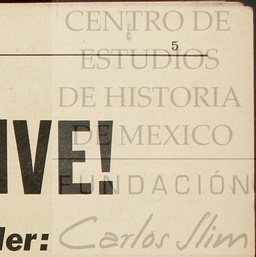 CENTRO DE
5
ESTUDIOS
DE HISTORIA
DE MEXICO
IVE!
FUNDACIÓN
ler: Carlos Slim